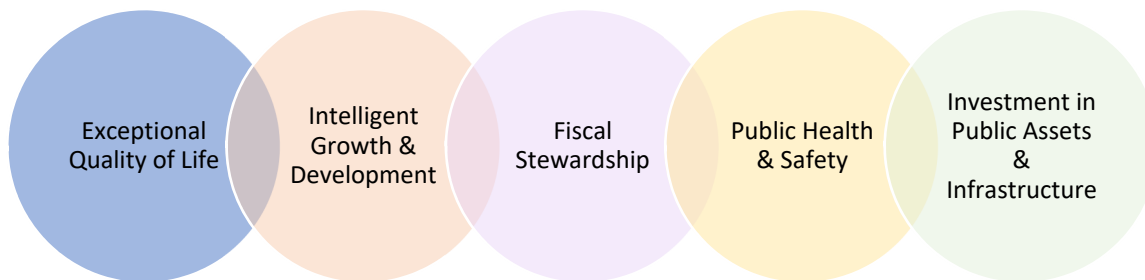 Exceptional
Quality of Life
Intelligent
Growth &
Development
Fiscal
Stewardship
Public Health
& Safety
Investment in
Public Assets
&
Infrastructure